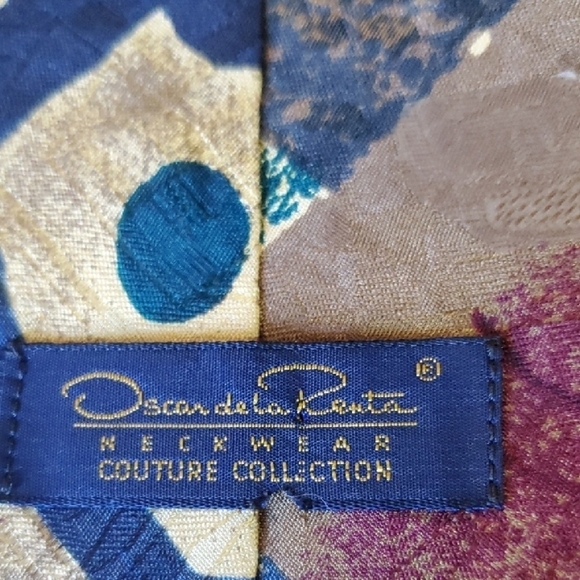 Oscar de la Renta ®
NECKWEAR
COUTURE COLLECTION